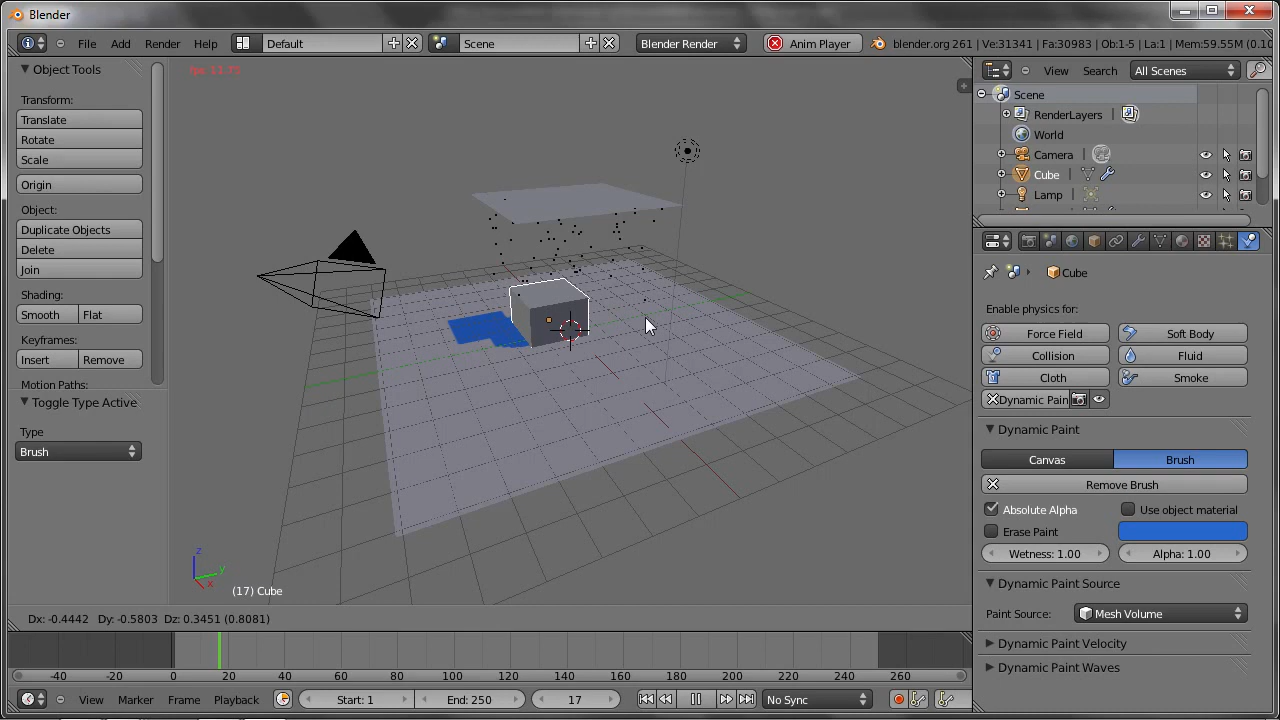 Blender
File Add Render Help Default Scene Blender Render Anim Player blender.org 261 | Ve:31341 | Fa:30983 | Ob:1-5 | La:1 | Mem:59.55M (0.10
Object Tools
Transform:
Translate
Rotate
Scale
Origin
Object:
Duplicate Objects
Delete
Join
Shading:
Smooth Flat
Keyframes:
Insert Remove
Motion Paths:
Toggle Type Active
Type
Brush
fps: 11.75
z
y
x
(17) Cube
Dx: -0.4442 Dy: -0.5803 Dz: 0.3451 (0.8081)
-40 -20 0 20 40 60 80 100 120 140 160 180 200 220 240 260
View Marker Frame Playback Start: 1 End: 250 17 No Sync
View Search All Scenes
Scene
RenderLayers
World
Camera
Cube
Lamp
Cube
Enable physics for:
Force Field Soft Body
Collision Fluid
Cloth Smoke
Dynamic Pain
Dynamic Paint
Canvas Brush
Remove Brush
Absolute Alpha Use object material
Erase Paint
Wetness: 1.00 Alpha: 1.00
Dynamic Paint Source
Paint Source: Mesh Volume
Dynamic Paint Velocity
Dynamic Paint Waves